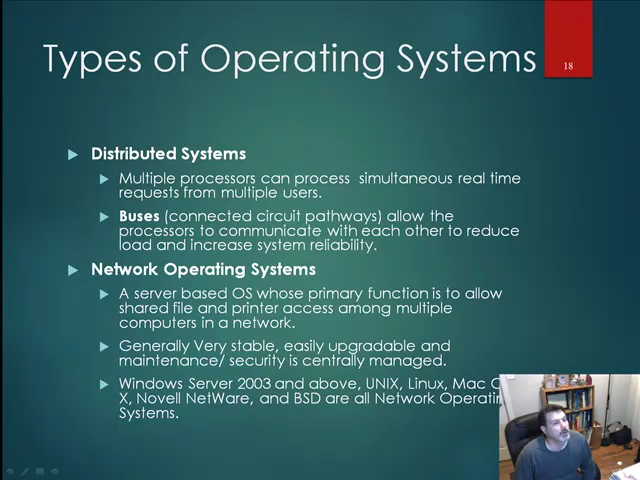 Types of Operating Systems
18
Distributed Systems
Multiple processors can process simultaneous real time
requests from multiple users.
Buses (connected circuit pathways) allow the
processors to communicate with each other to reduce
load and increase system reliability.
Network Operating Systems
A server based OS whose primary function is to allow
shared file and printer access among multiple
computers in a network.
Generally Very stable, easily upgradable and
maintenance/ security is centrally managed.
Windows Server 2003 and above, UNIX, Linux, Mac
X, Novell NetWare, and BSD are all Network
Systems.